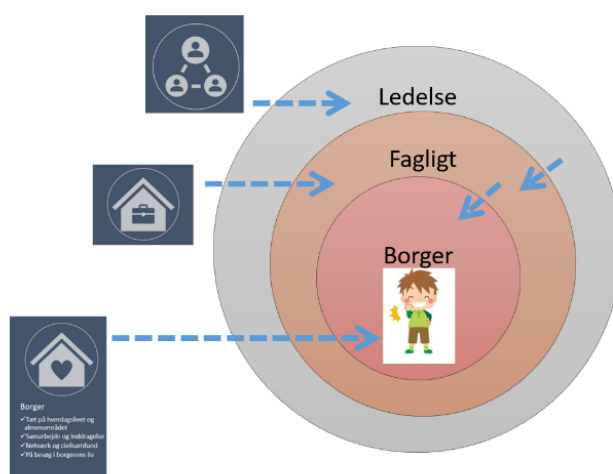 Ledelse
Fagligt
Borger
Borger
✓Tæt på hverdagslivet og
almenområdet
✓Samarbejde og inddragelse
✓Netværk og civilsamfund
✓På besøg i borgerens liv